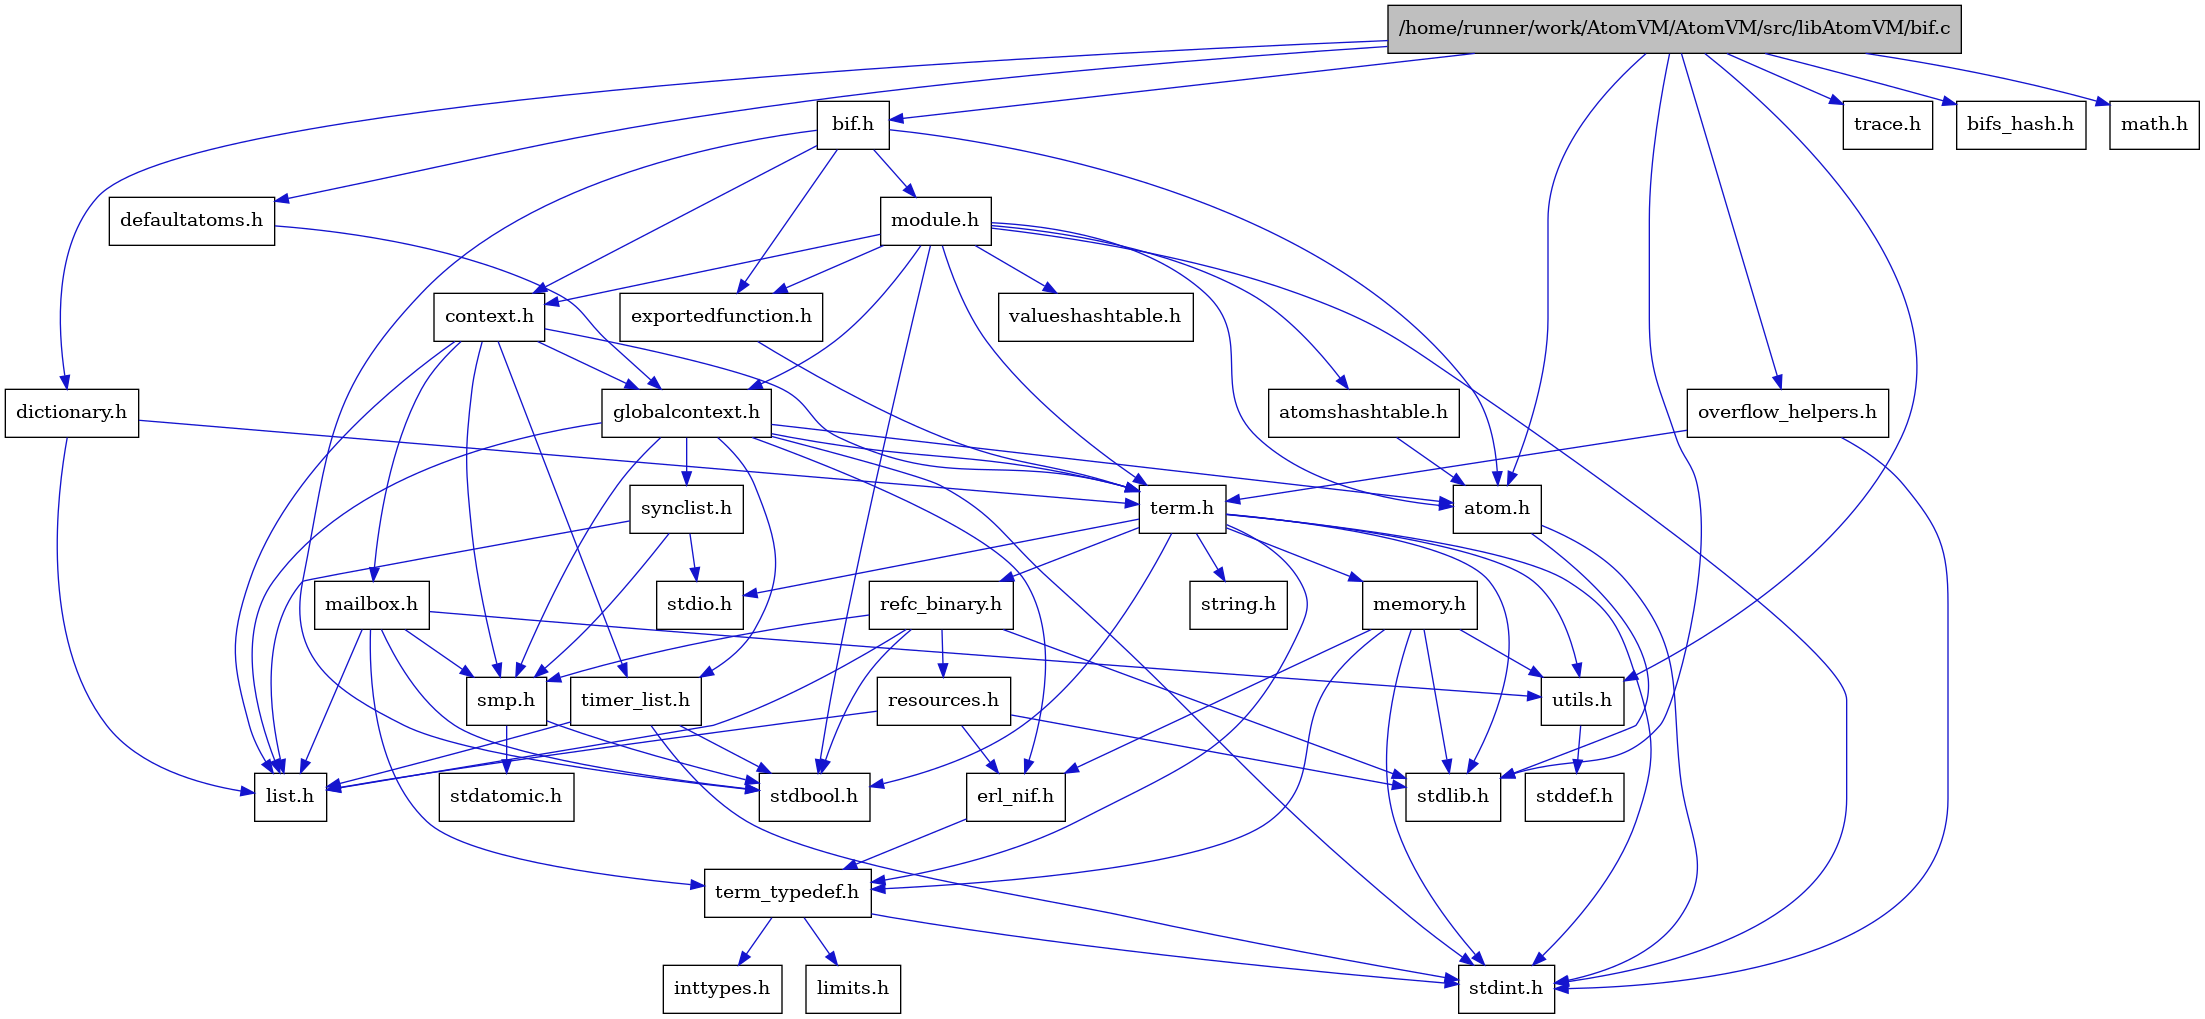 /home/runner/work/AtomVM/AtomVM/src/libAtomVM/bif.c
bif.h
trace.h
bifs_hash.h
math.h
defaultatoms.h
module.h
context.h
exportedfunction.h
valueshashtable.h
dictionary.h
globalcontext.h
atomshashtable.h
overflow_helpers.h
synclist.h
term.h
atom.h
mailbox.h
stdio.h
refc_binary.h
string.h
memory.h
smp.h
timer_list.h
resources.h
utils.h
list.h
stdatomic.h
stdbool.h
erl_nif.h
stdlib.h
stddef.h
term_typedef.h
inttypes.h
limits.h
stdint.h